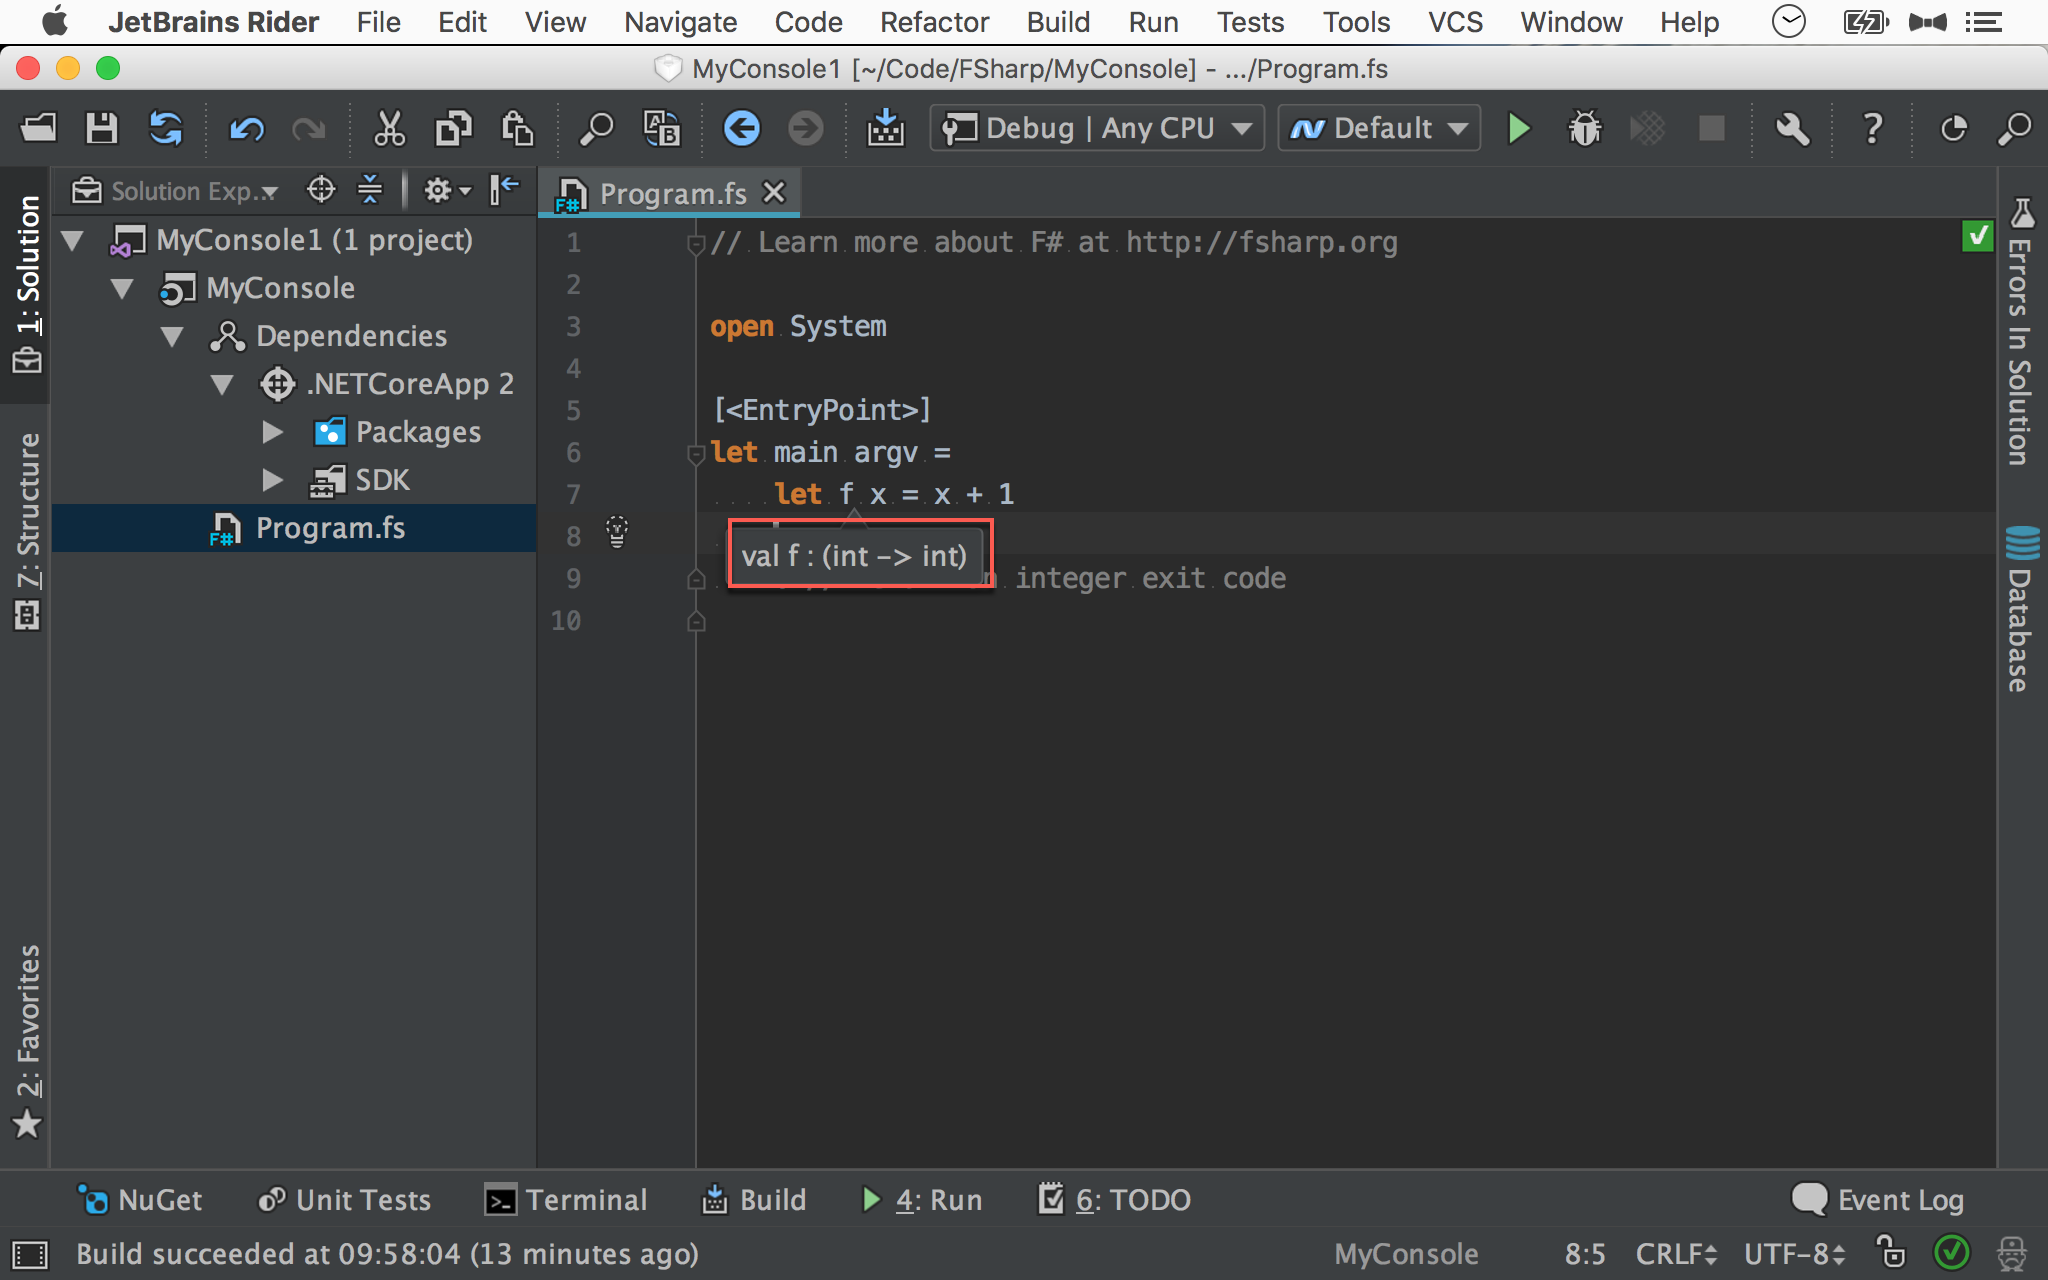 JetBrains Rider File Edit View Navigate Code Refactor Build Run Tests Tools VCS Window Help
MyConsole1 [~/Code/FSharp/MyConsole] - .../Program.fs
Debug | Any CPU Default ?
1: Solution
7: Structure
2: Favorites
Solution Exp...
MyConsole1 (1 project)
MyConsole
Dependencies
.NETCoreApp 2
Packages
SDK
F# Program.fs
F# Program.fs
1 // Learn more about F# at http://fsharp.org
2
3 open System
4
5 [<EntryPoint>]
6 let main argv =
7 let f x = x + 1
8
val f : (int -> int)
9 integer exit code
10
Errors In Solution
Database
NuGet Unit Tests Terminal Build 4: Run 6: TODO Event Log
Build succeeded at 09:58:04 (13 minutes ago) MyConsole 8:5 CRLF UTF-8